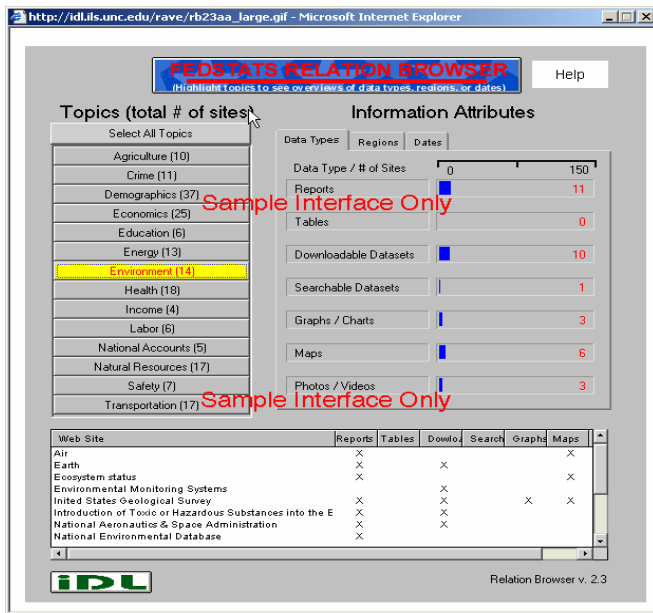 http://idl.ils.unc.edu/rave/rb23aa_large.gif - Microsoft Internet Explorer
FEDSTATS RELATION BROWSER
(Highlight topics to see overviews of data types, regions, or dates)
Help
Topics (total # of sites)
Information Attributes
Select All Topics
Agriculture (10)
Crime (11)
Demographics (37)
Economics (25)
Education (6)
Energy (13)
Environment (14)
Health (18)
Income (4)
Labor (6)
National Accounts (5)
Natural Resources (17)
Safety (7)
Transportation (17)
Data Types Regions Dates
Data Type / # of Sites 0 150
Reports 11
Sample Interface Only
Tables 0
Downloadable Datasets 10
Searchable Datasets 1
Graphs / Charts 3
Maps 6
Photos / Videos 3
Sample Interface Only
Web Site Reports Tables Dowloa Search Graphs Maps
Air X X
Earth X X
Ecosystem status X X
Environmental Monitoring Systems X
Inited States Geological Survey X X X X
Introduction of Toxic or Hazardous Substances into the E X X
National Aeronautics & Space Administration X X
National Environmental Database X
iDL
Relation Browser v. 2.3